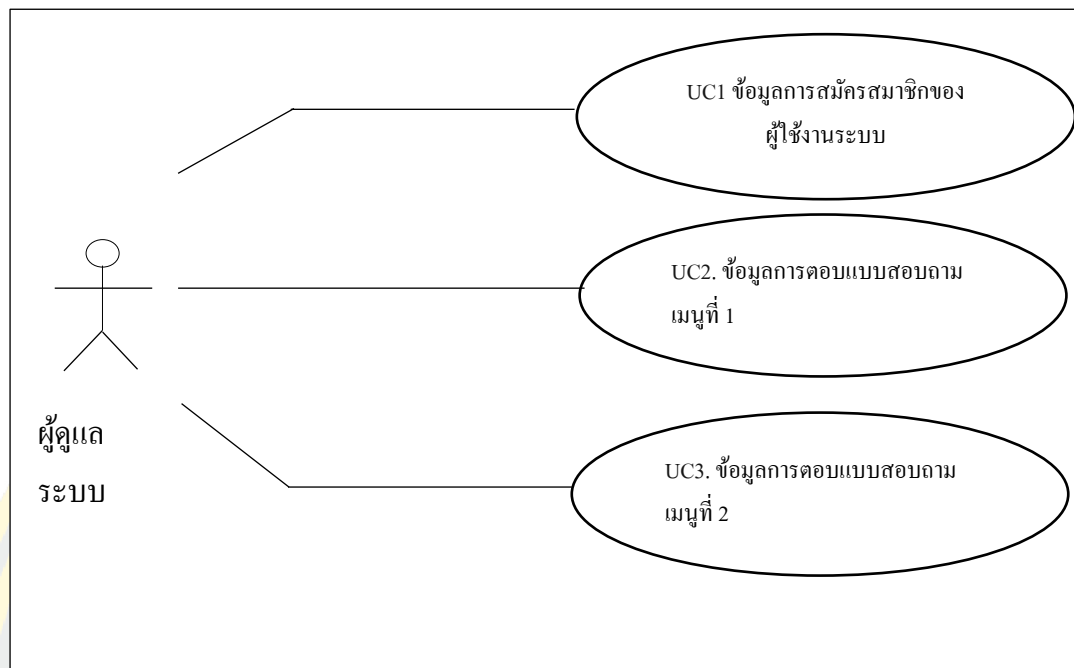 UC1 ข้อมูลการสมัครสมาชิกของ
ผู้ใช้งานระบบ
UC2. ข้อมูลการตอบแบบสอบถาม
เมนูที่ 1
ผู้ดูแล
ระบบ
UC3. ข้อมูลการตอบแบบสอบถาม
เมนูที่ 2